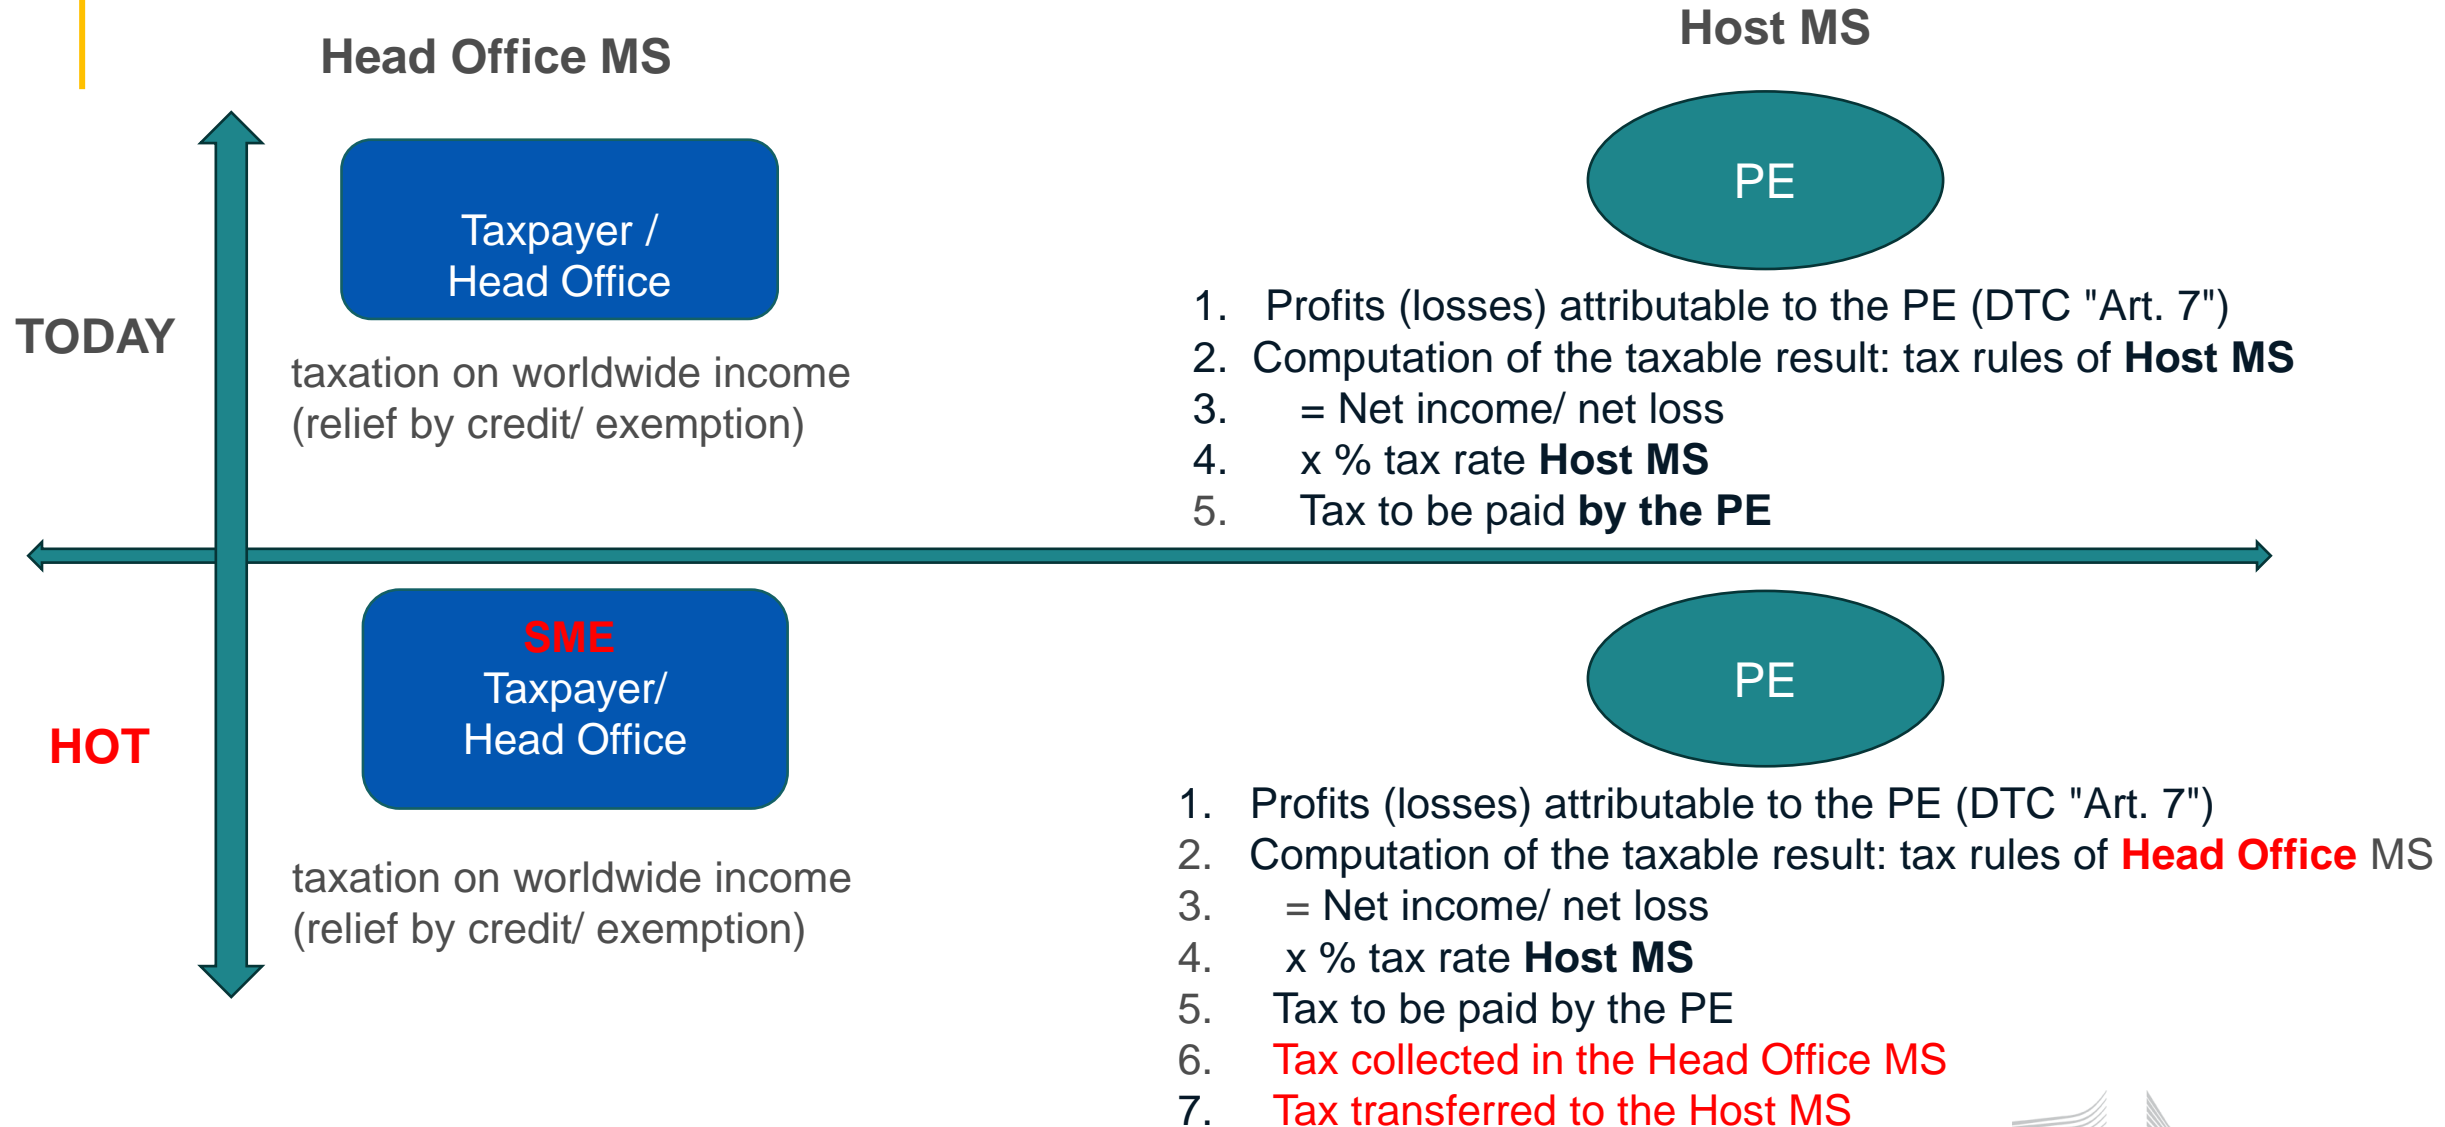 Head Office MS
Host MS
TODAY
Taxpayer /
Head Office
taxation on worldwide income
(relief by credit/ exemption)
PE
1. Profits (losses) attributable to the PE (DTC "Art. 7")
2. Computation of the taxable result: tax rules of Host MS
3. = Net income/ net loss
4. x % tax rate Host MS
5. Tax to be paid by the PE
HOT
SME
Taxpayer/
Head Office
taxation on worldwide income
(relief by credit/ exemption)
PE
1. Profits (losses) attributable to the PE (DTC "Art. 7")
2. Computation of the taxable result: tax rules of Head Office MS
3. = Net income/ net loss
4. x % tax rate Host MS
5. Tax to be paid by the PE
6. Tax collected in the Head Office MS
7. Tax transferred to the Host MS